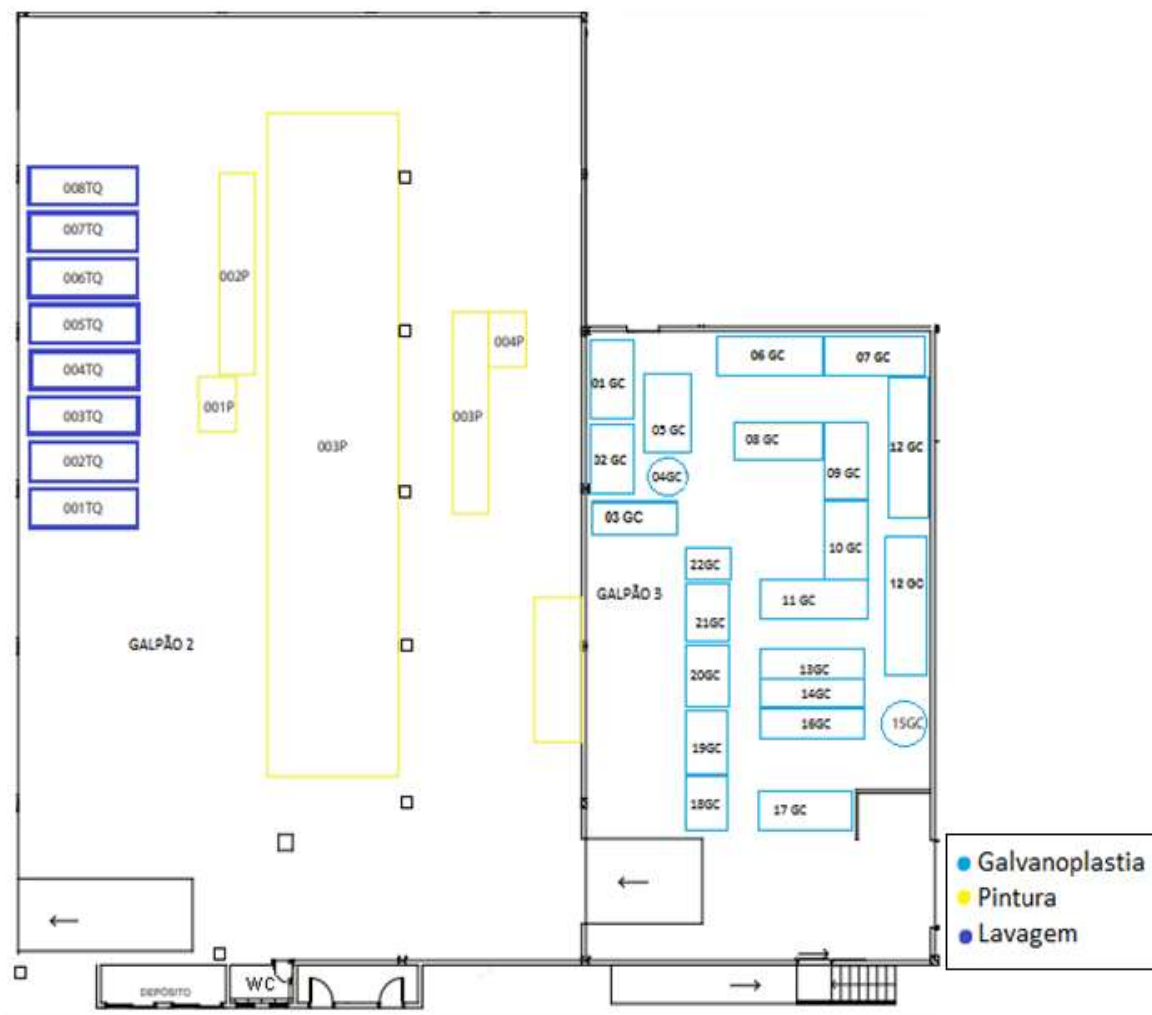 008TQ
007TQ
006TQ
005TQ
004TQ
003TQ
002TQ
001TQ
002P
001P
003P
003P
004P
GALPÃO 2
DEPÓSITO
WC
01 GC
02 GC
03 GC
04GC
05 GC
06 GC
07 GC
08 GC
09 GC
10 GC
11 GC
12 GC
12 GC
13GC
14GC
16GC
15GC
17 GC
22GC
21GC
20GC
19GC
18GC
GALPÃO 3
Galvanoplastia
Pintura
Lavagem